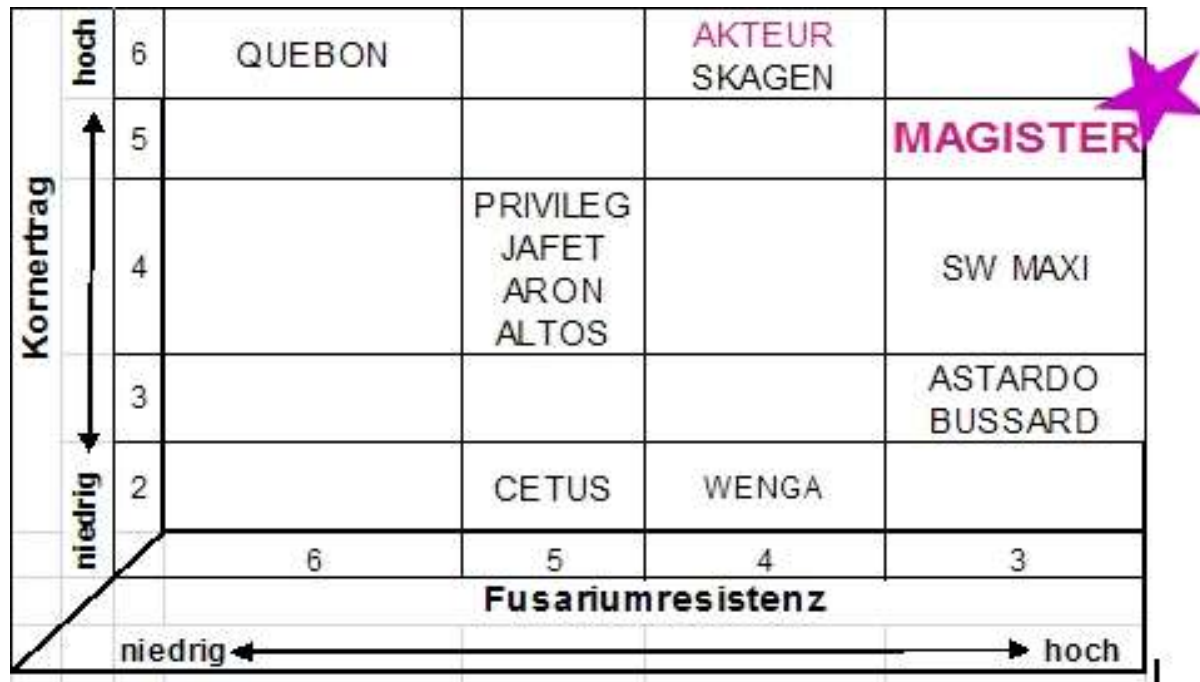 hoch
6
QUEBON
AKTEUR
SKAGEN
5
MAGISTER
Kornertrag
4
PRIVILEG
JAFET
ARON
ALTOS
SW MAXI
3
ASTARDO
BUSSARD
niedrig
2
CETUS
WENGA
6 5 4 3
Fusariumresistenz
niedrig hoch